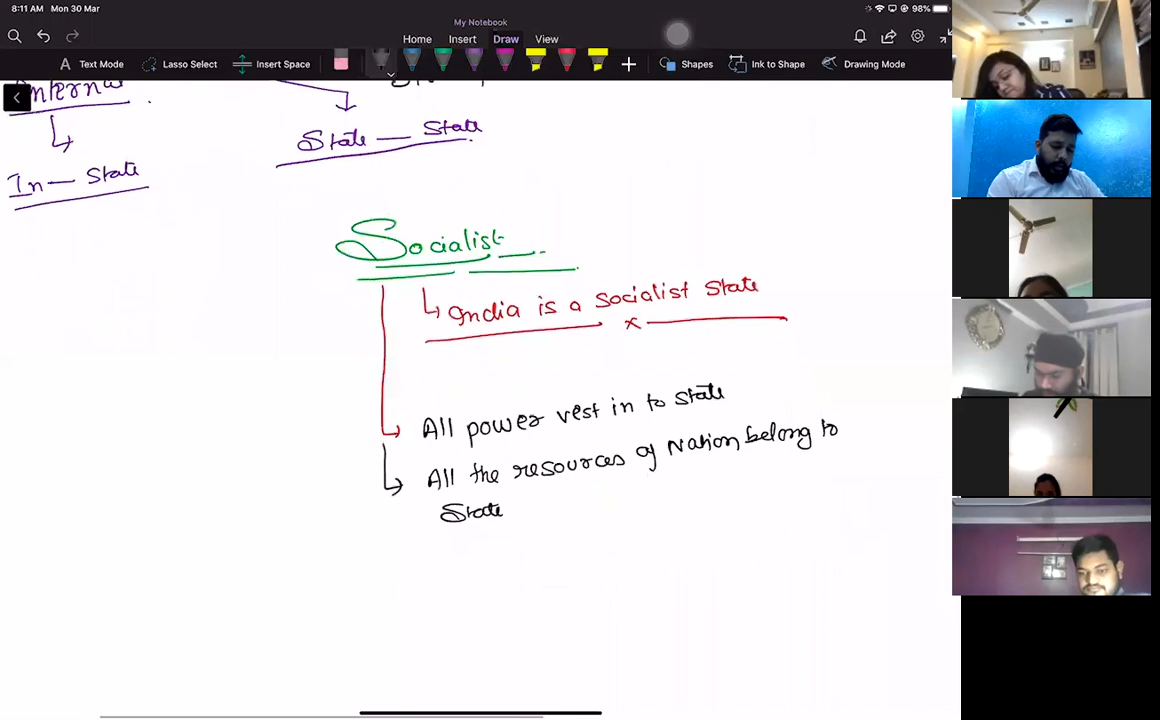 8:11 AM Mon 30 Mar
98%
My Notebook
Home Insert Draw View
Text Mode Lasso Select Insert Space Shapes Ink to Shape Drawing Mode
Internal
State — State
In — State
Socialist
India is a Socialist State
x
All power vest in to State
All the resources of Nation belong to
State